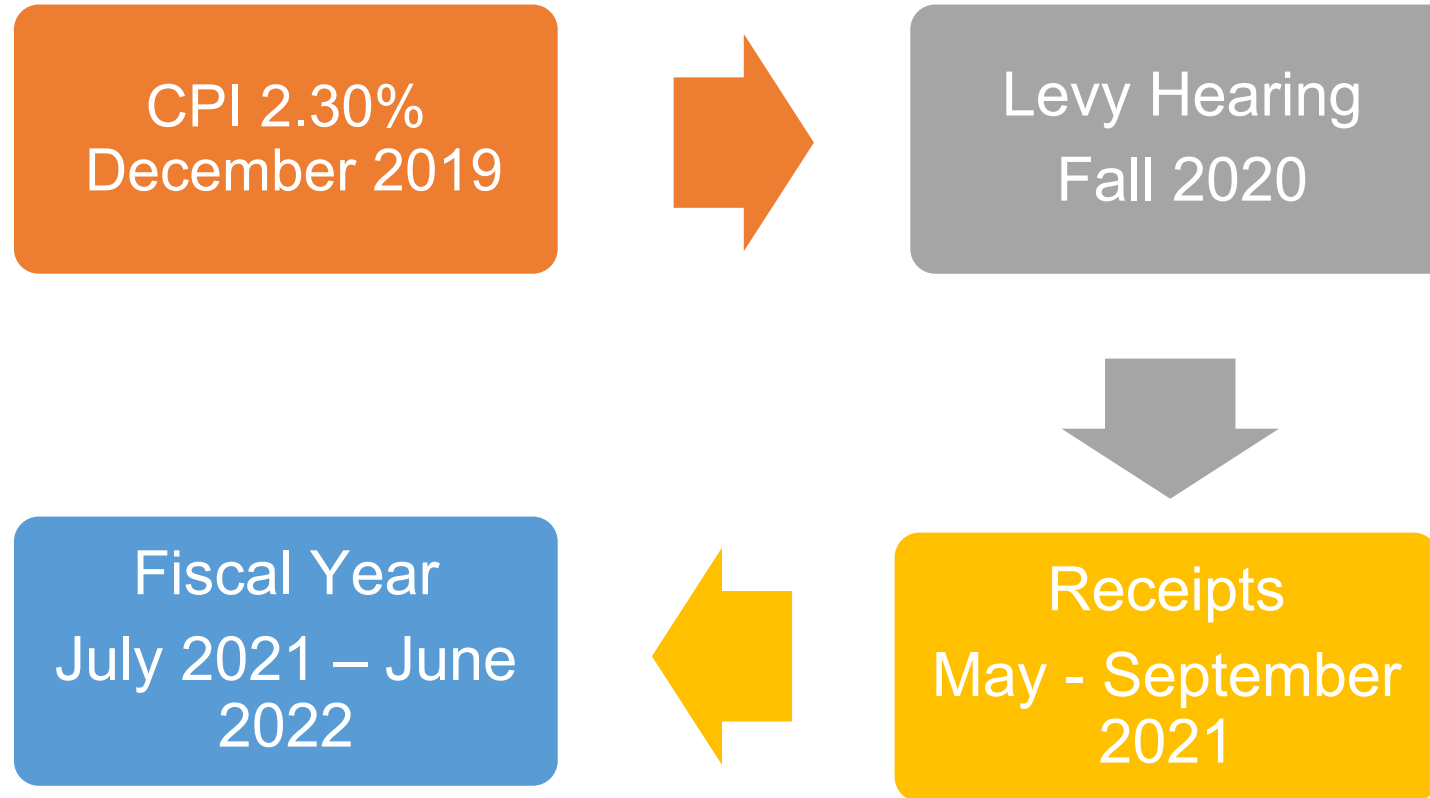 CPI 2.30%
December 2019
Levy Hearing
Fall 2020
Receipts
May - September
2021
Fiscal Year
July 2021 – June
2022